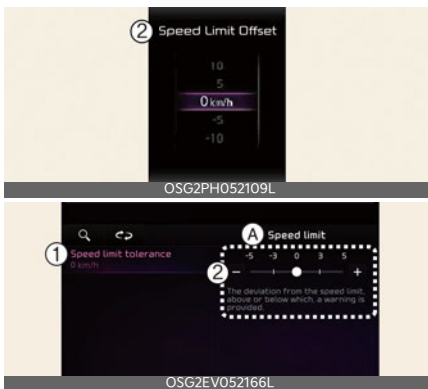 ② Speed Limit Offset
10
5
0 km/h
-5
-10
OSG2PH052109L
Ⓐ Speed limit
① Speed limit tolerance
0 km/h
-5 -3 0 3 5
② − +
The deviation from the speed limit,
above or below which, a warning is
provided.
OSG2EV052166L